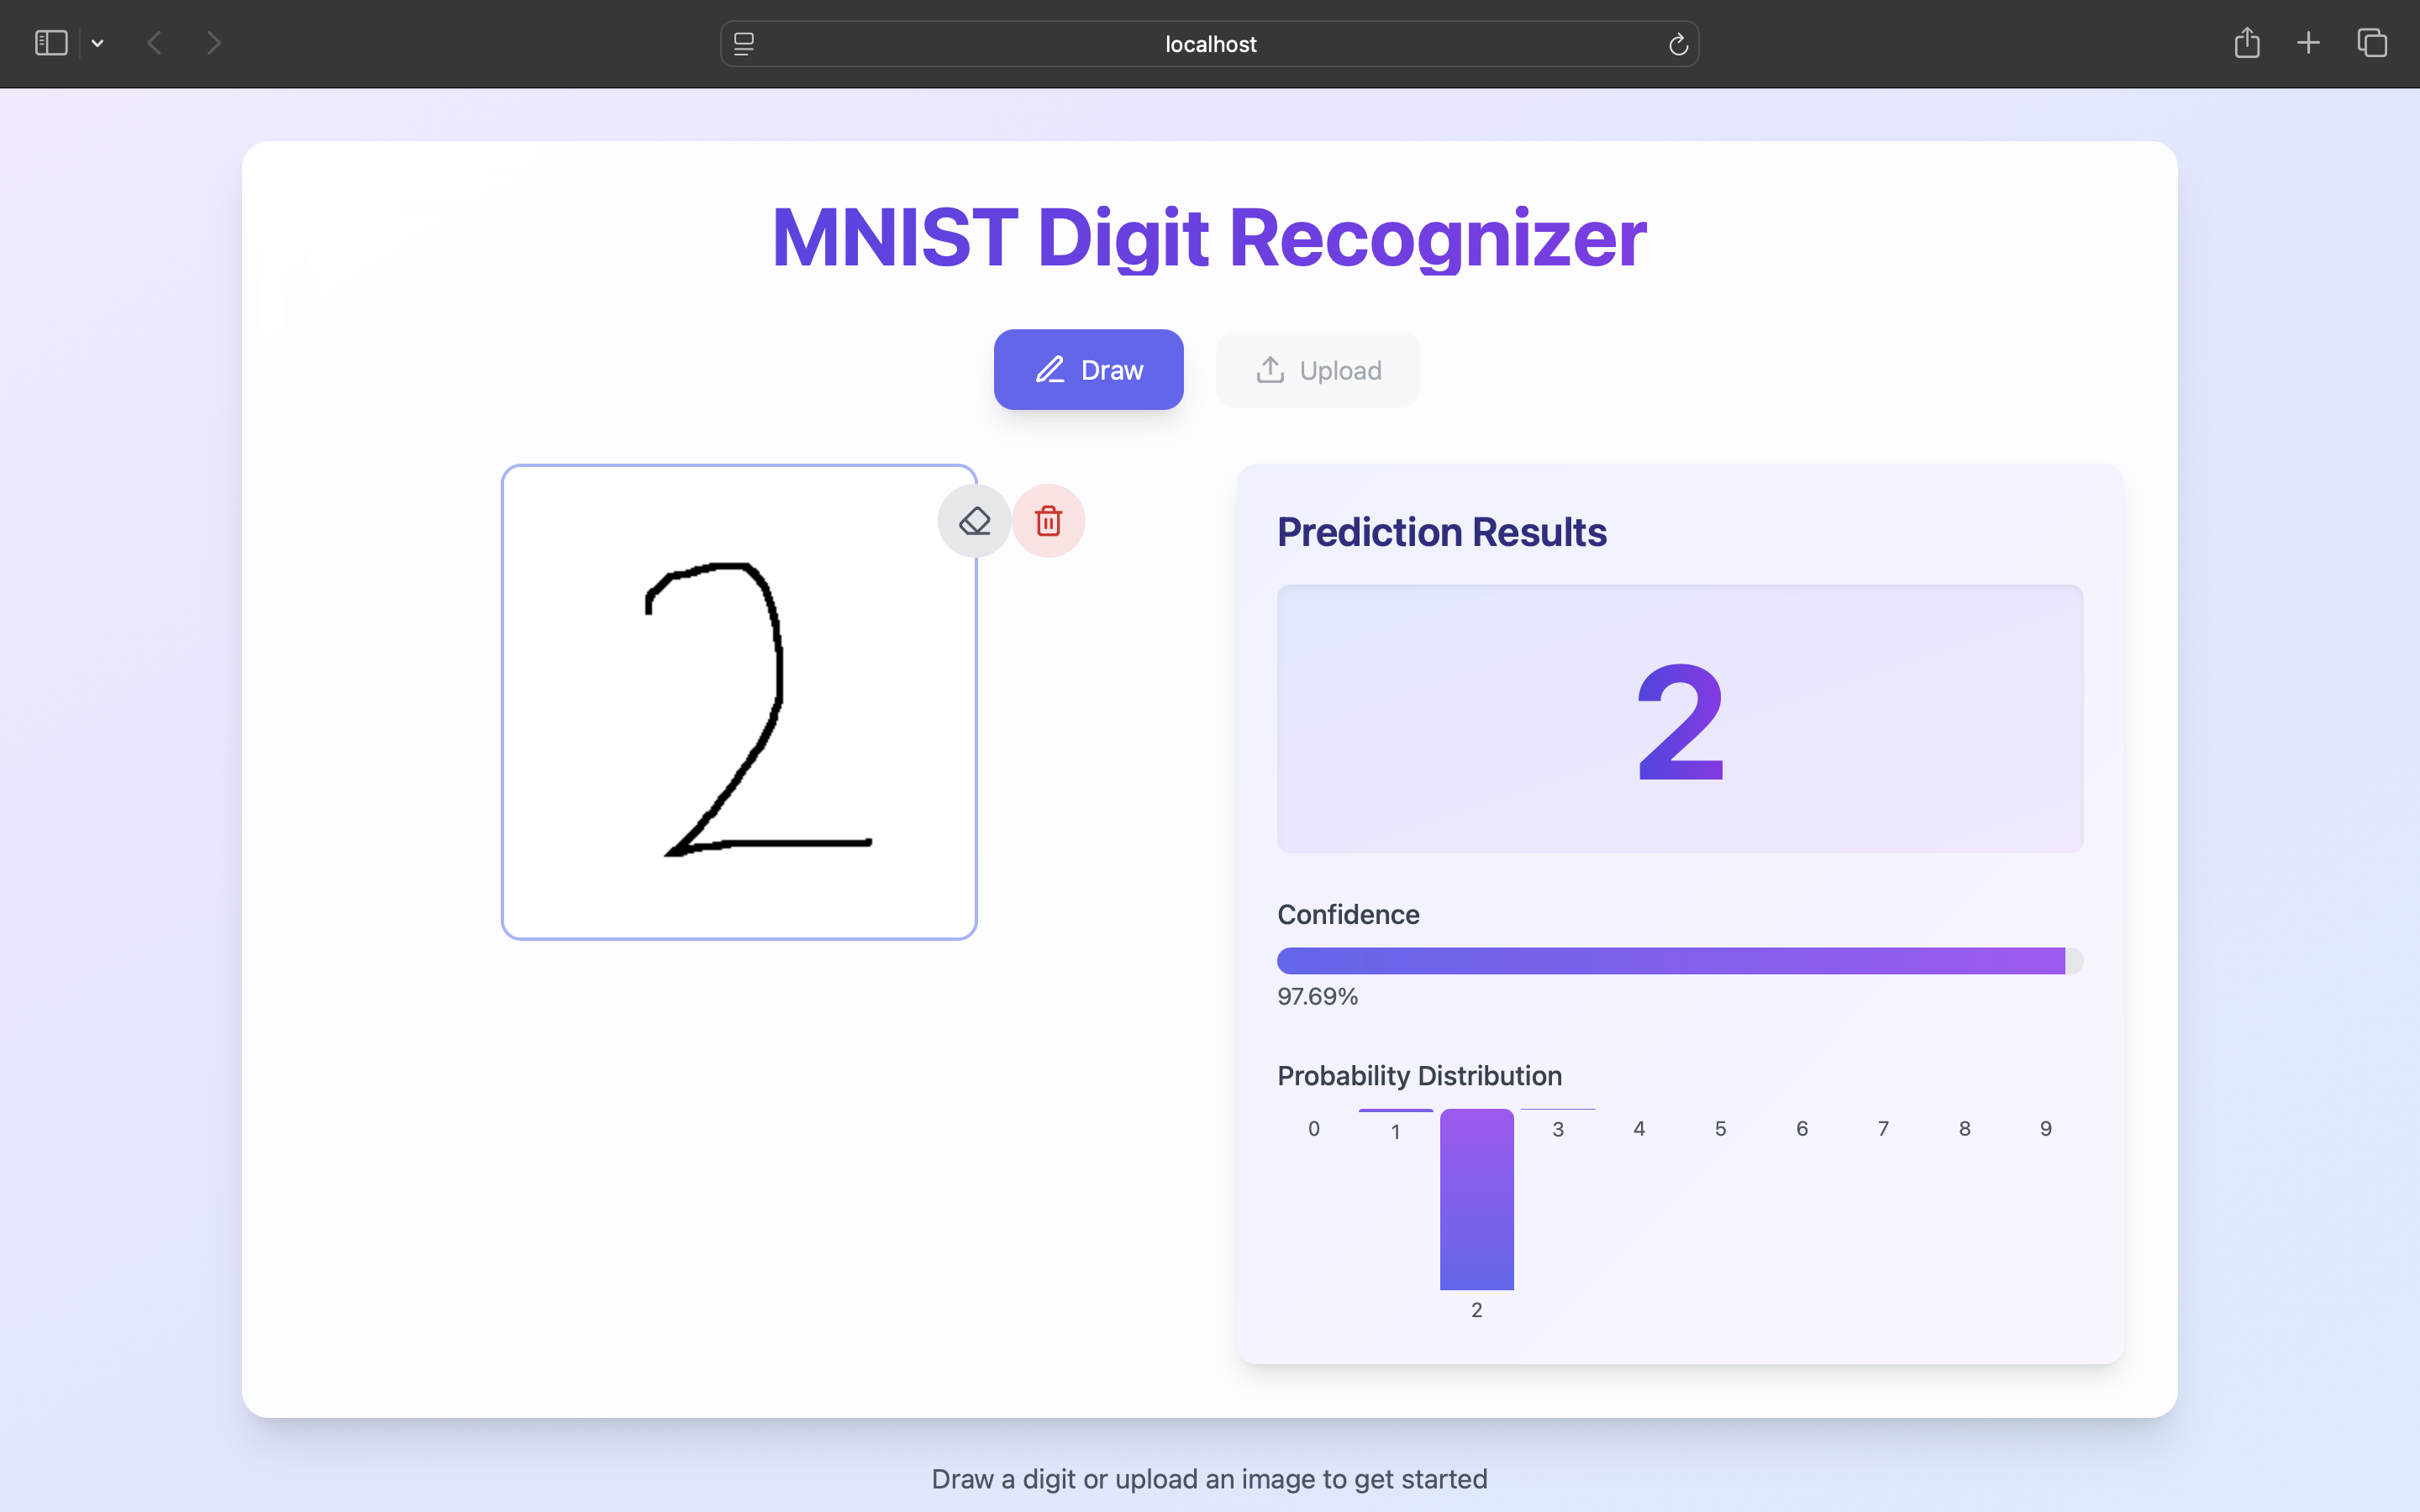 localhost
MNIST Digit Recognizer
Draw Upload
2
Prediction Results
2
Confidence
97.69%
Probability Distribution
0 1 2 3 4 5 6 7 8 9
Draw a digit or upload an image to get started